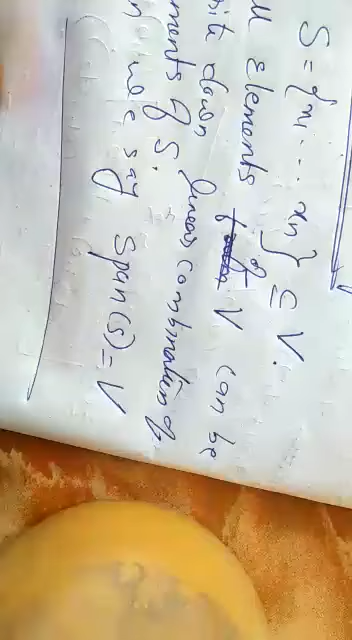 S = {x₁ ... xₙ} ⊆ V.
ll elements of V can be
ite down linear combination of
ments of S.
n we say Span(S) = V